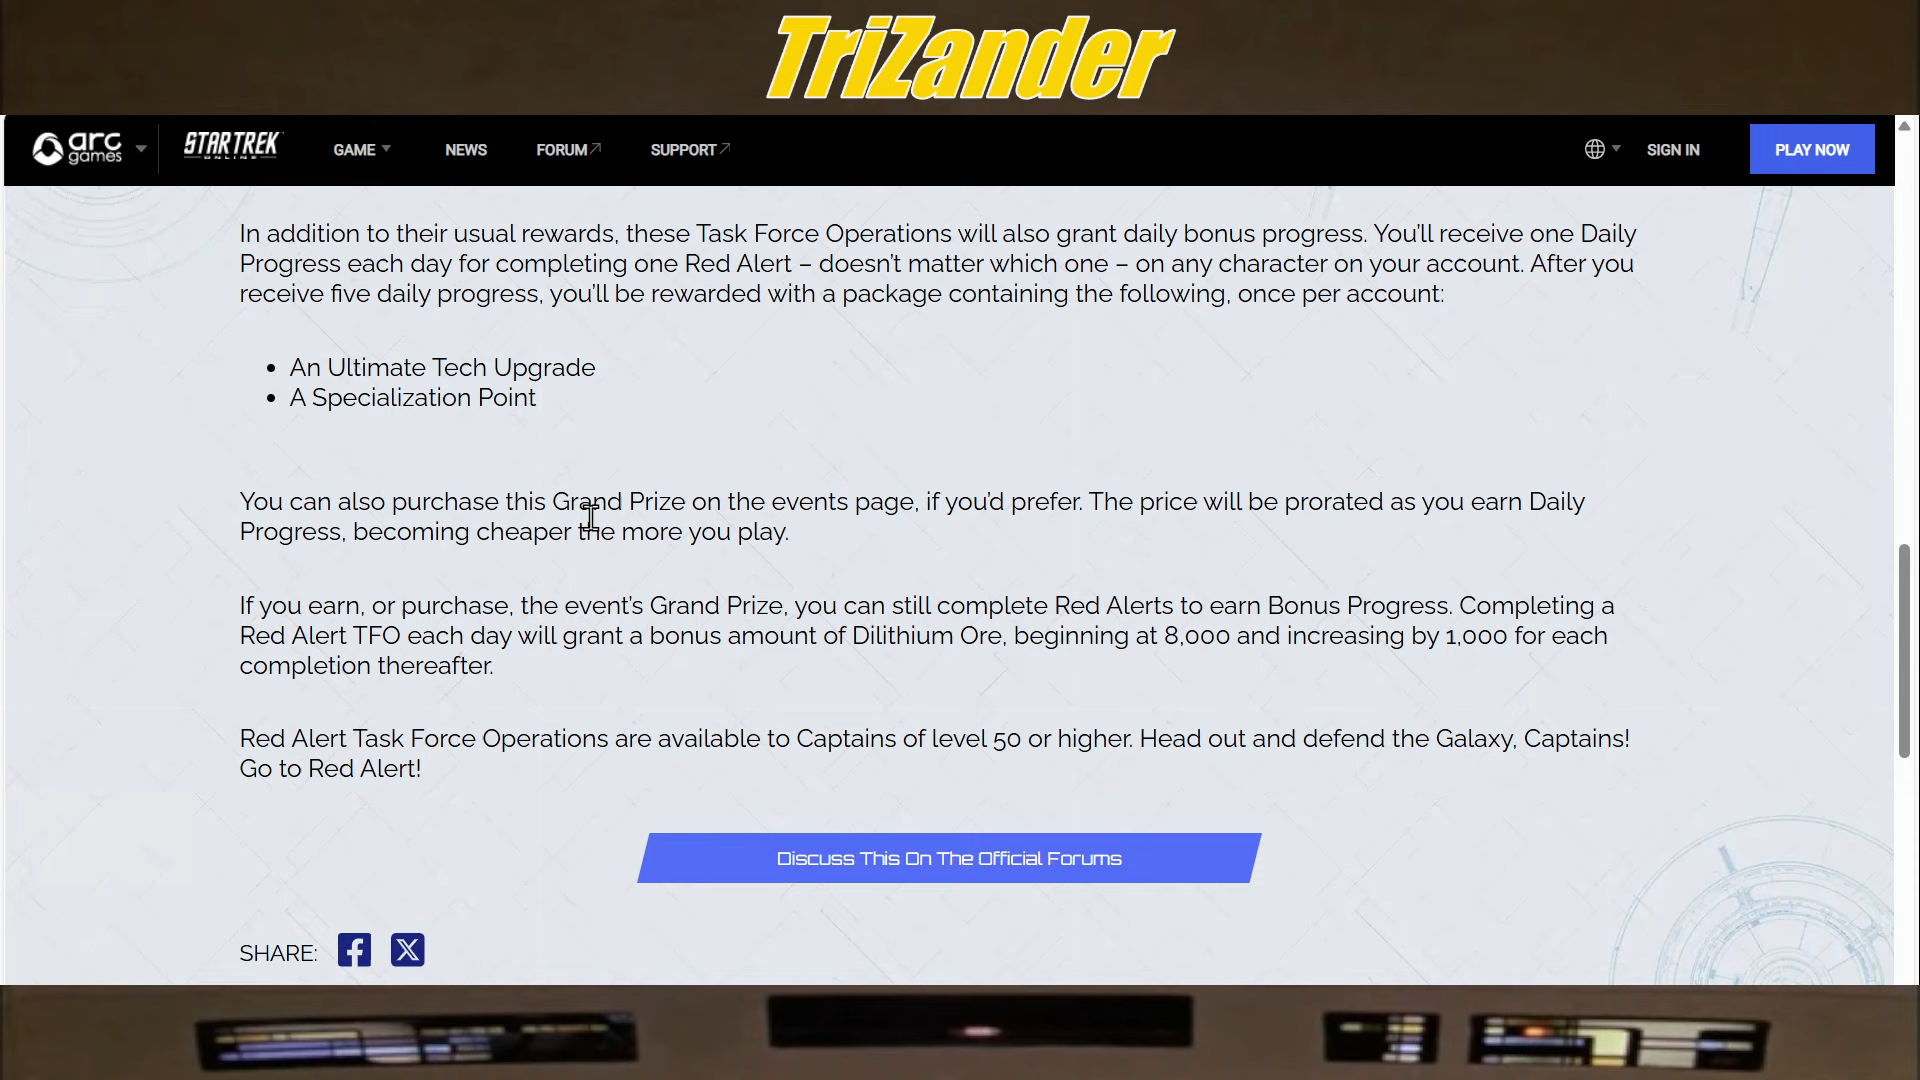 TriZander
arc games
STAR TREK ONLINE
GAME
NEWS
FORUM
SUPPORT
SIGN IN
PLAY NOW
In addition to their usual rewards, these Task Force Operations will also grant daily bonus progress. You’ll receive one Daily
Progress each day for completing one Red Alert – doesn’t matter which one – on any character on your account. After you
receive five daily progress, you’ll be rewarded with a package containing the following, once per account:
• An Ultimate Tech Upgrade
• A Specialization Point
You can also purchase this Grand Prize on the events page, if you’d prefer. The price will be prorated as you earn Daily
Progress, becoming cheaper the more you play.
If you earn, or purchase, the event’s Grand Prize, you can still complete Red Alerts to earn Bonus Progress. Completing a
Red Alert TFO each day will grant a bonus amount of Dilithium Ore, beginning at 8,000 and increasing by 1,000 for each
completion thereafter.
Red Alert Task Force Operations are available to Captains of level 50 or higher. Head out and defend the Galaxy, Captains!
Go to Red Alert!
Discuss This On The Official Forums
SHARE: